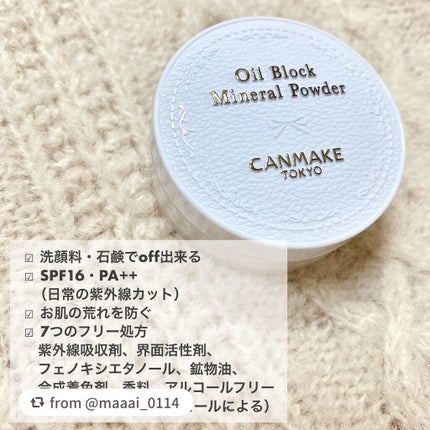 Oil Block
Mineral Powder
CANMAKE
TOKYO
☑ 洗顔料・石鹸でoff出来る
☑ SPF16・PA++
（日常の紫外線カット）
☑ お肌の荒れを防ぐ
☑ 7つのフリー処方
紫外線吸収剤、界面活性剤、
フェノキシエタノール、鉱物油、
合成着色剤、香料、アルコールフリー
from @maaai_0114
ールによる）